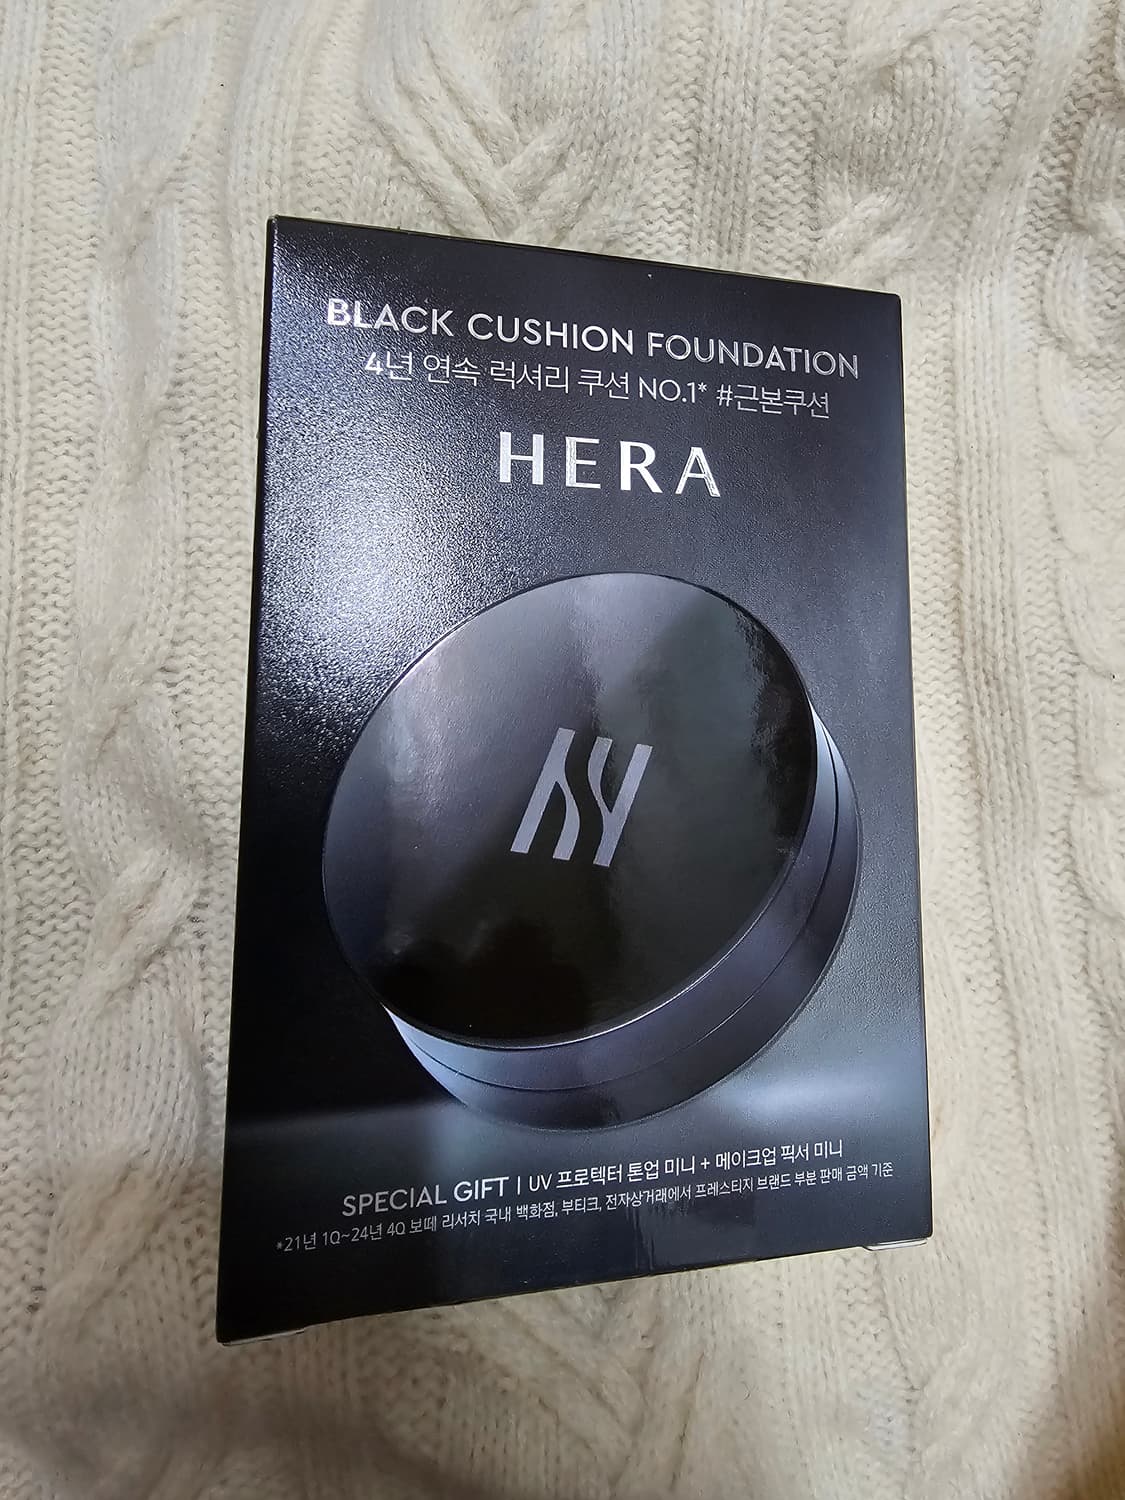 BLACK CUSHION FOUNDATION
4년 연속 럭셔리 쿠션 NO.1* #근본쿠션
HERA
SPECIAL GIFT | UV 프로텍터 톤업 미니 + 메이크업 픽서 미니
*21년 1Q~24년 4Q 보떼 리서치 국내 백화점, 부티크, 전자상거래에서 프레스티지 브랜드 부분 판매 금액 기준